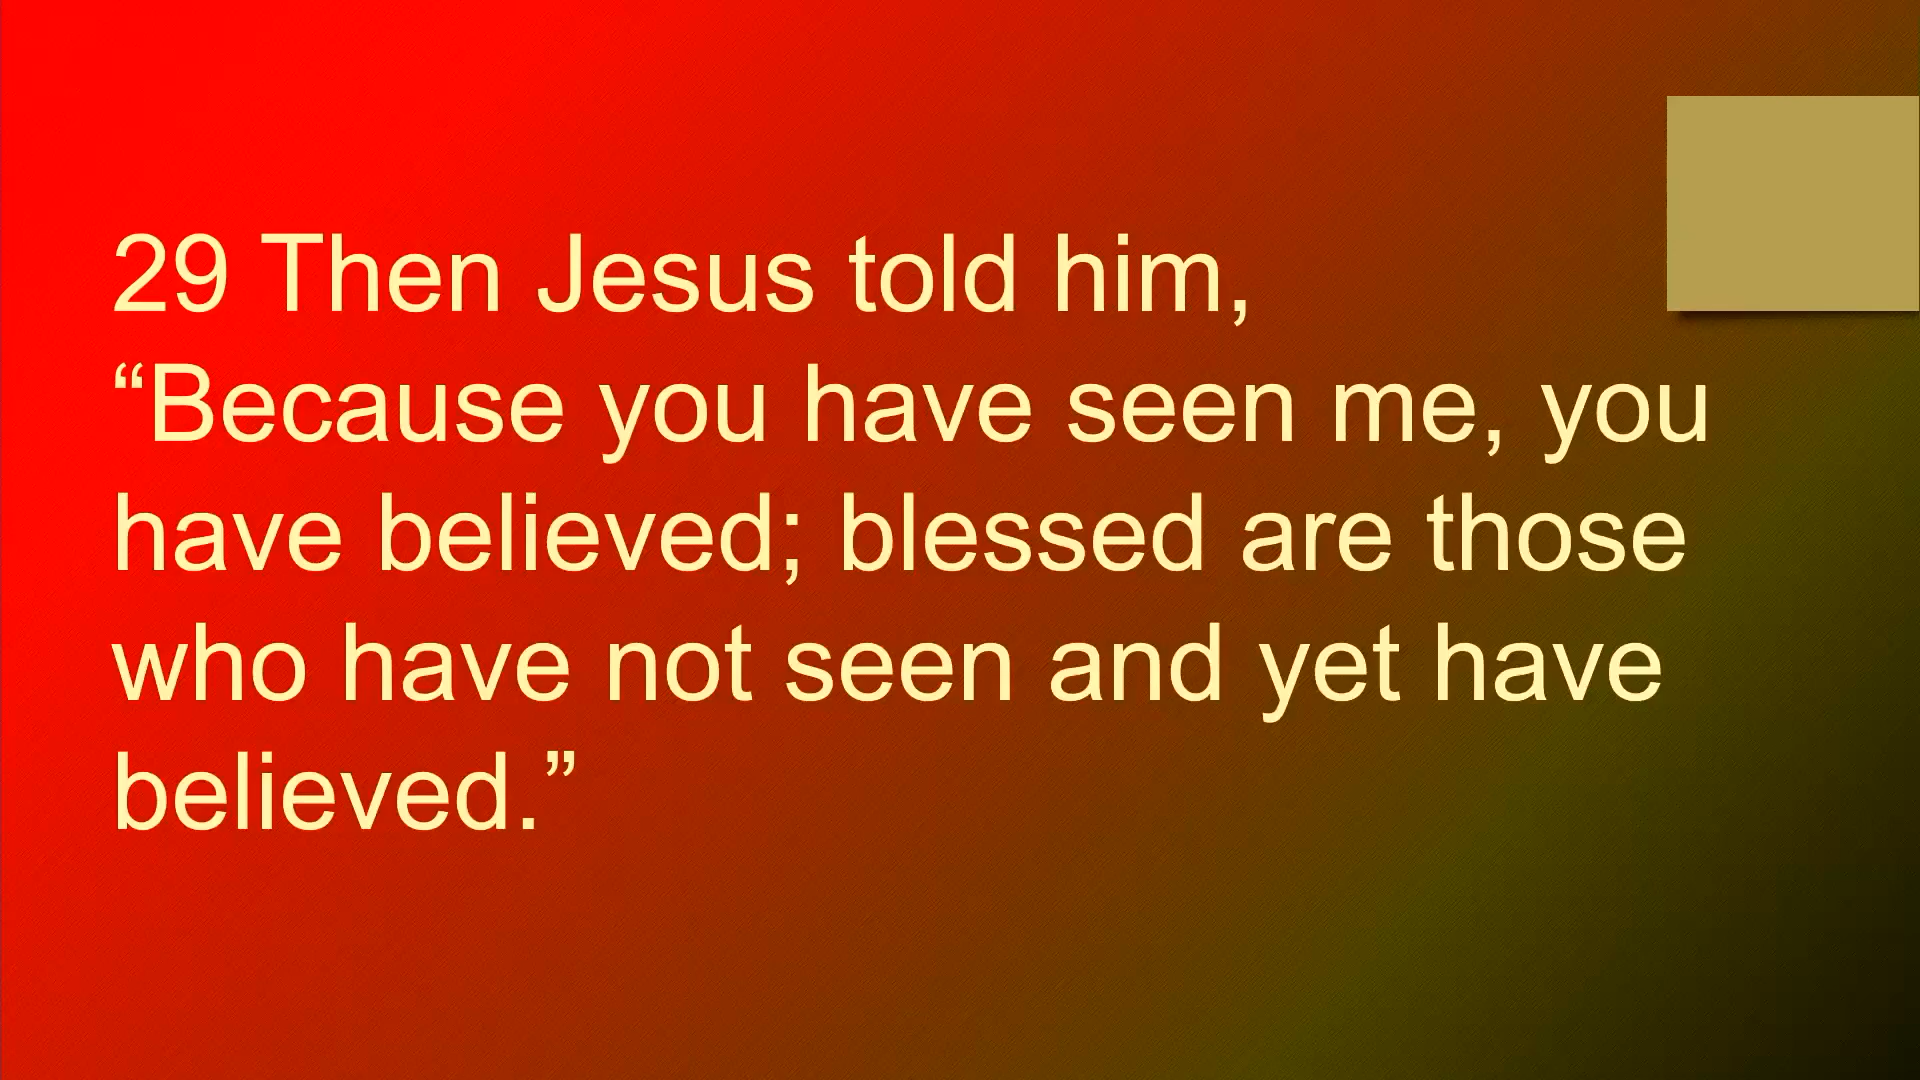 29 Then Jesus told him,
“Because you have seen me, you
have believed; blessed are those
who have not seen and yet have
believed.”